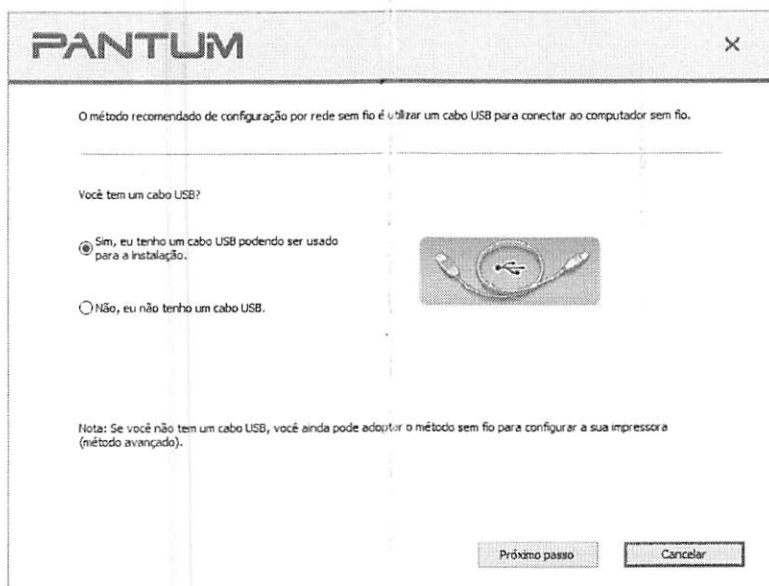 PANTUM
O método recomendado de configuração por rede sem fio é utilizar um cabo USB para conectar ao computador sem fio.
Você tem um cabo USB?
Sim, eu tenho um cabo USB podendo ser usado
para a instalação.
Não, eu não tenho um cabo USB.
Nota: Se você não tem um cabo USB, você ainda pode adoptar o método sem fio para configurar a sua impressora
(método avançado).
Próximo passo
Cancelar